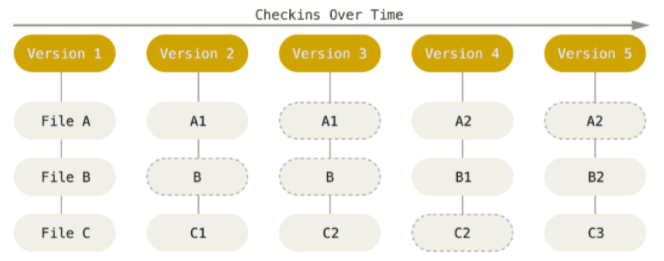 Checkins Over Time
Version 1 Version 2 Version 3 Version 4 Version 5
File A A1 A1 A2 A2
File B B B B1 B2
File C C1 C2 C2 C3